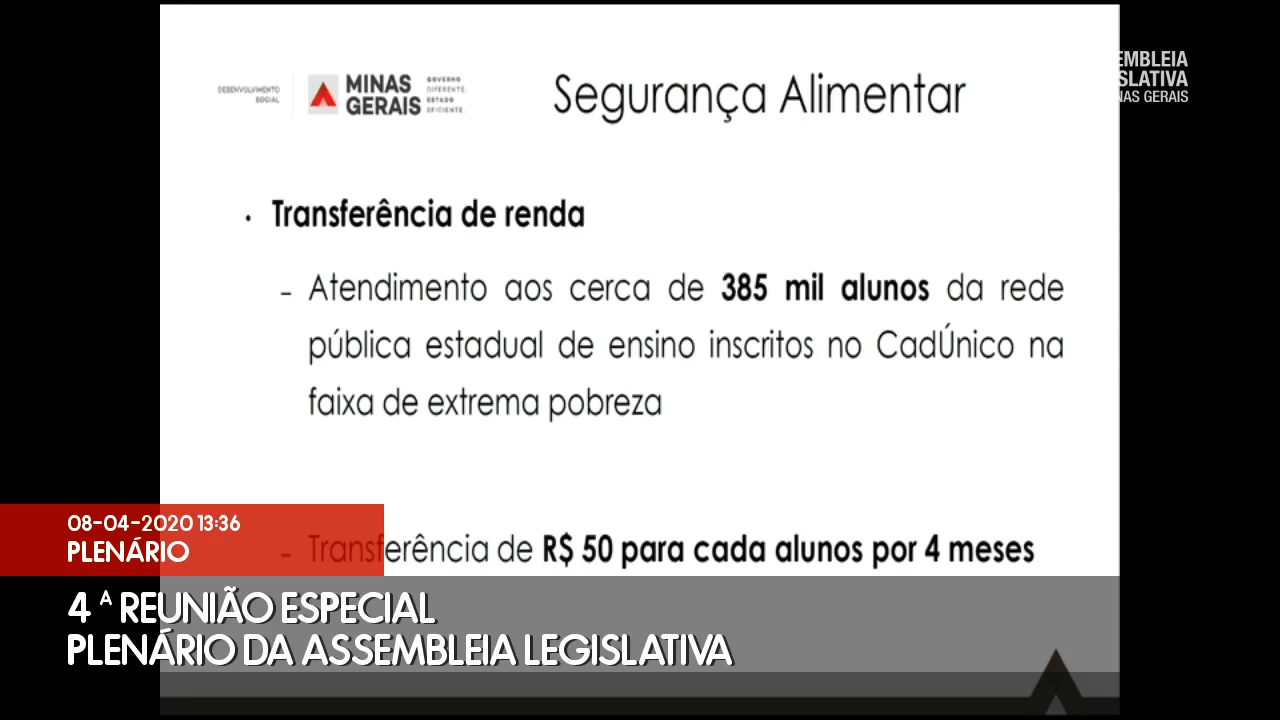 DESENVOLVIMENTO
SOCIAL
MINAS
GERAIS
GOVERNO
DIFERENTE.
ESTADO
EFICIENTE.
Segurança Alimentar
EMBLEIA
ISLATIVA
NAS GERAIS
• Transferência de renda
– Atendimento aos cerca de 385 mil alunos da rede
pública estadual de ensino inscritos no CadÚnico na
faixa de extrema pobreza
– Transferência de R$ 50 para cada alunos por 4 meses
08-04-2020 13:36
PLENÁRIO
4 ª REUNIÃO ESPECIAL
PLENÁRIO DA ASSEMBLEIA LEGISLATIVA